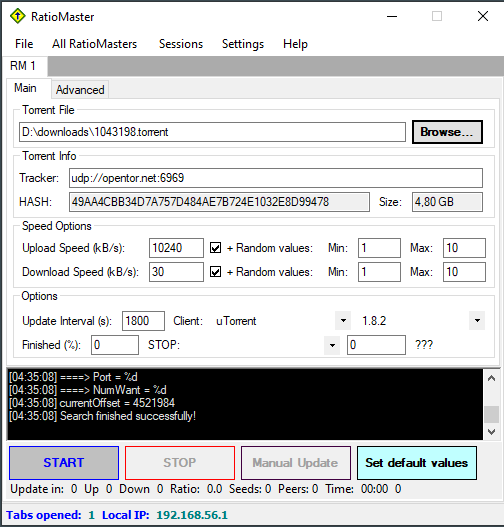 RatioMaster
File All RatioMasters Sessions Settings Help
RM 1
Main Advanced
Torrent File
D:\downloads\1043198.torrent Browse...
Torrent Info
Tracker: udp://opentor.net:6969
HASH: 49AA4CBB34D7A757D484AE7B724E1032E8D99478 Size: 4,80 GB
Speed Options
Upload Speed (kB/s): 10240 + Random values: Min: 1 Max: 10
Download Speed (kB/s): 30 + Random values: Min: 1 Max: 10
Options
Update Interval (s): 1800 Client: uTorrent 1.8.2
Finished (%): 0 STOP: 0 ???
[04:35:08] ====> Port = %d
[04:35:08] ====> NumWant = %d
[04:35:08] currentOffset = 4521984
[04:35:08] Search finished successfully!
START STOP Manual Update Set default values
Update in: 0 Up 0 Down 0 Ratio: 0.0 Seeds: 0 Peers: 0 Time: 00:00 0
Tabs opened: 1 Local IP: 192.168.56.1